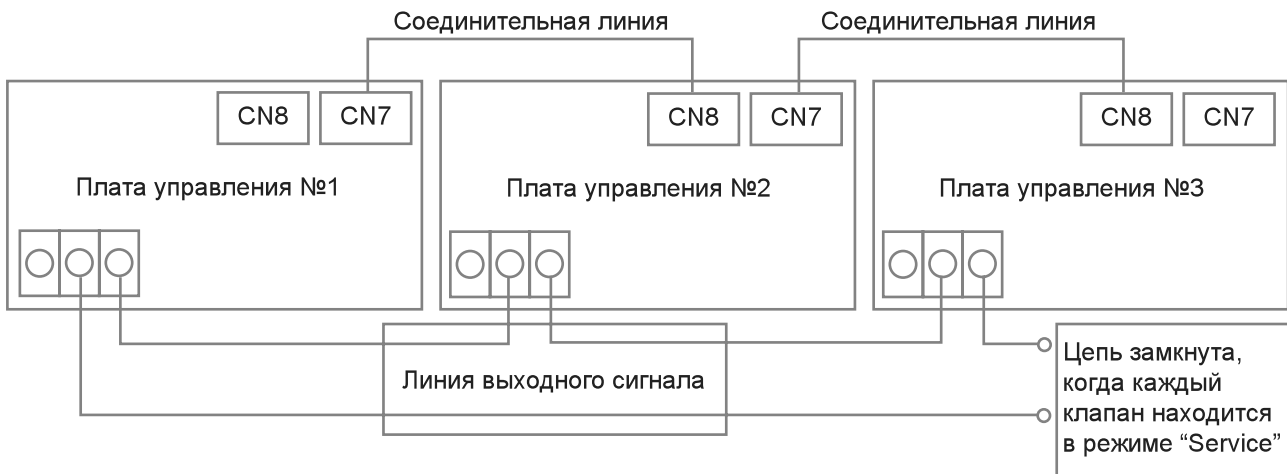 Соединительная линия
Соединительная линия
CN8
CN7
CN8
CN7
CN8
CN7
Плата управления №1
Плата управления №2
Плата управления №3
Линия выходного сигнала
Цепь замкнута,
когда каждый
клапан находится
в режиме “Service”